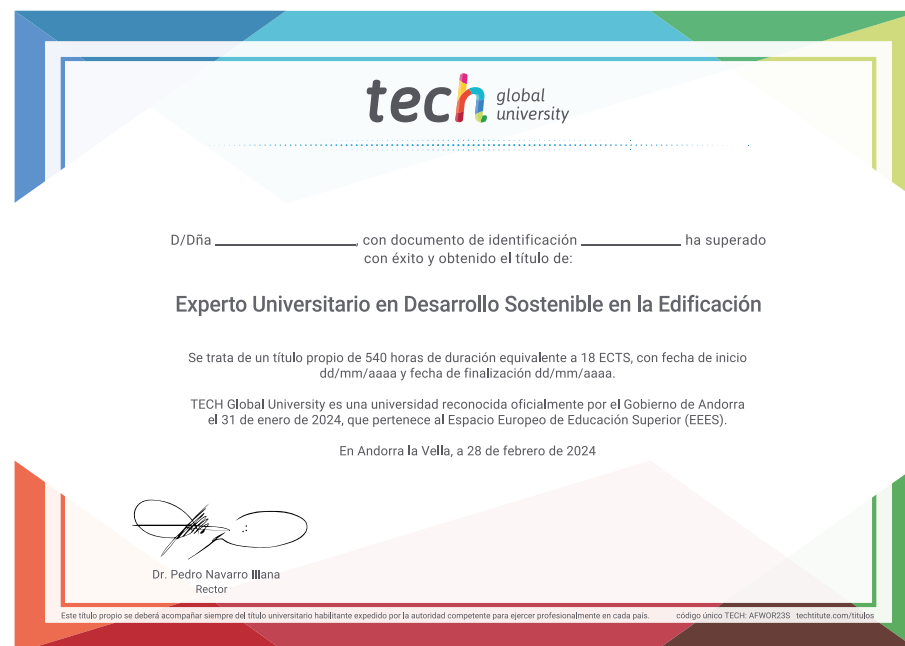 tech global university
D/Dña ____________________, con documento de identificación ______________ ha superado
con éxito y obtenido el título de:
Experto Universitario en Desarrollo Sostenible en la Edificación
Se trata de un título propio de 540 horas de duración equivalente a 18 ECTS, con fecha de inicio
dd/mm/aaaa y fecha de finalización dd/mm/aaaa.
TECH Global University es una universidad reconocida oficialmente por el Gobierno de Andorra
el 31 de enero de 2024, que pertenece al Espacio Europeo de Educación Superior (EEES).
En Andorra la Vella, a 28 de febrero de 2024
Dr. Pedro Navarro Illana
Rector
Este título propio se deberá acompañar siempre del título universitario habilitante expedido por la autoridad competente para ejercer profesionalmente en cada país. código único TECH: AFWOR23S techtitute.com/titulos